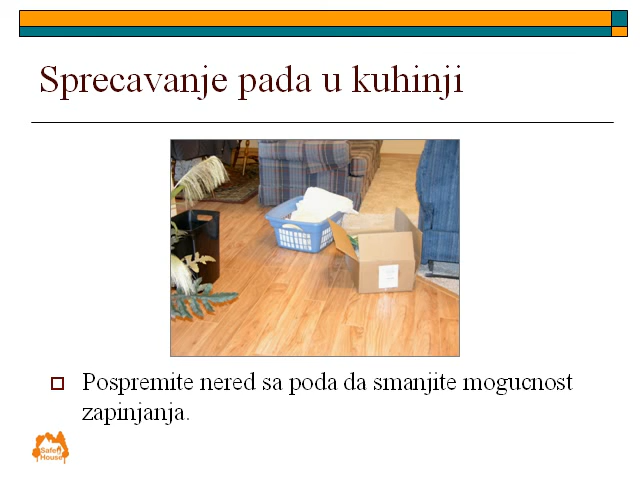 Sprecavanje pada u kuhinji
Pospremite nered sa poda da smanjite mogucnost
zapinjanja.
Safe
House